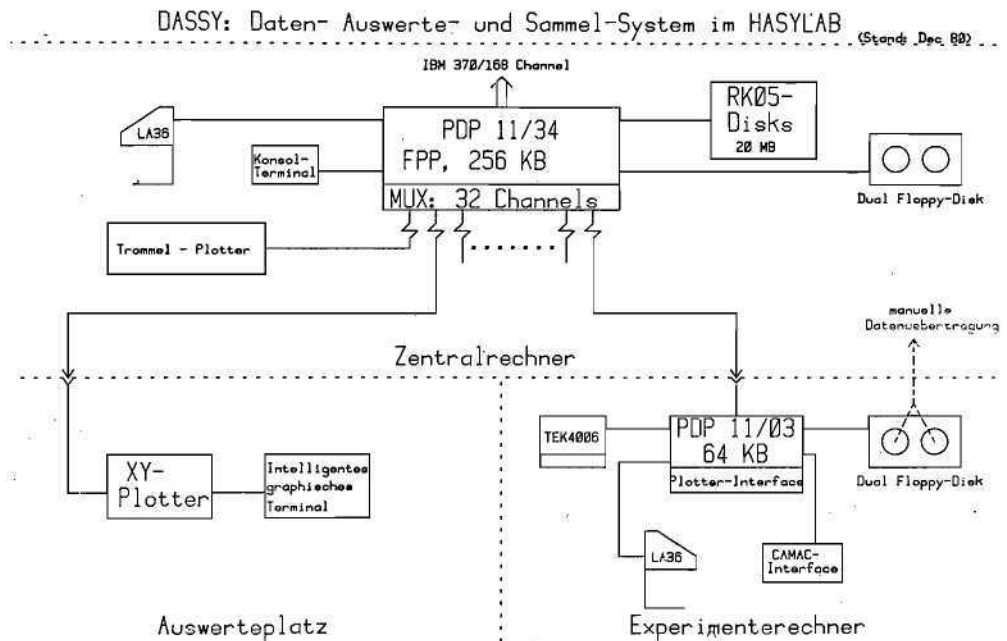 DASSY: Daten- Auswerte- und Sammel-System im HASYLAB
(Stand: Dec 80)
IBM 370/168 Channel
LA36
PDP 11/34
FPP, 256 KB
MUX: 32 Channels
RK05-
Disks
20 MB
Konsol-
Terminal
Dual Floppy-Disk
Trommel - Plotter
manuelle
Datenuebertragung
Zentralrechner
TEK4006
PDP 11/03
64 KB
Plotter-Interface
Dual Floppy-Disk
XY-
Plotter
Intelligentes
graphisches
Terminal
LA36
CAMAC-
Interface
Auswerteplatz
Experimenterechner